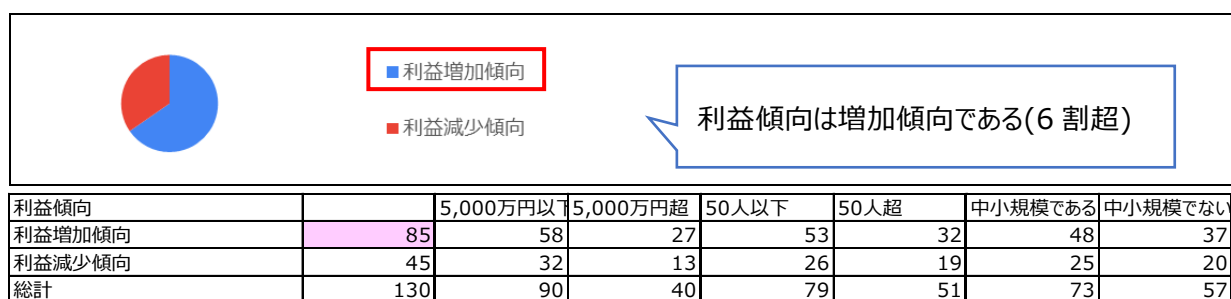 利益増加傾向
利益減少傾向
利益傾向は増加傾向である(6 割超)
利益傾向 5,000万円以下 5,000万円超 50人以下 50人超 中小規模である 中小規模でない
利益増加傾向 85 58 27 53 32 48 37
利益減少傾向 45 32 13 26 19 25 20
総計 130 90 40 79 51 73 57